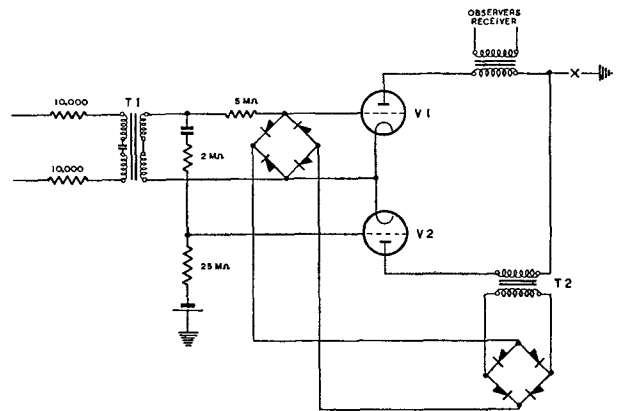 OBSERVERS
RECEIVER
10,000
T1
5 MΩ
X
V1
2 MΩ
10,000
V2
25 MΩ
T2